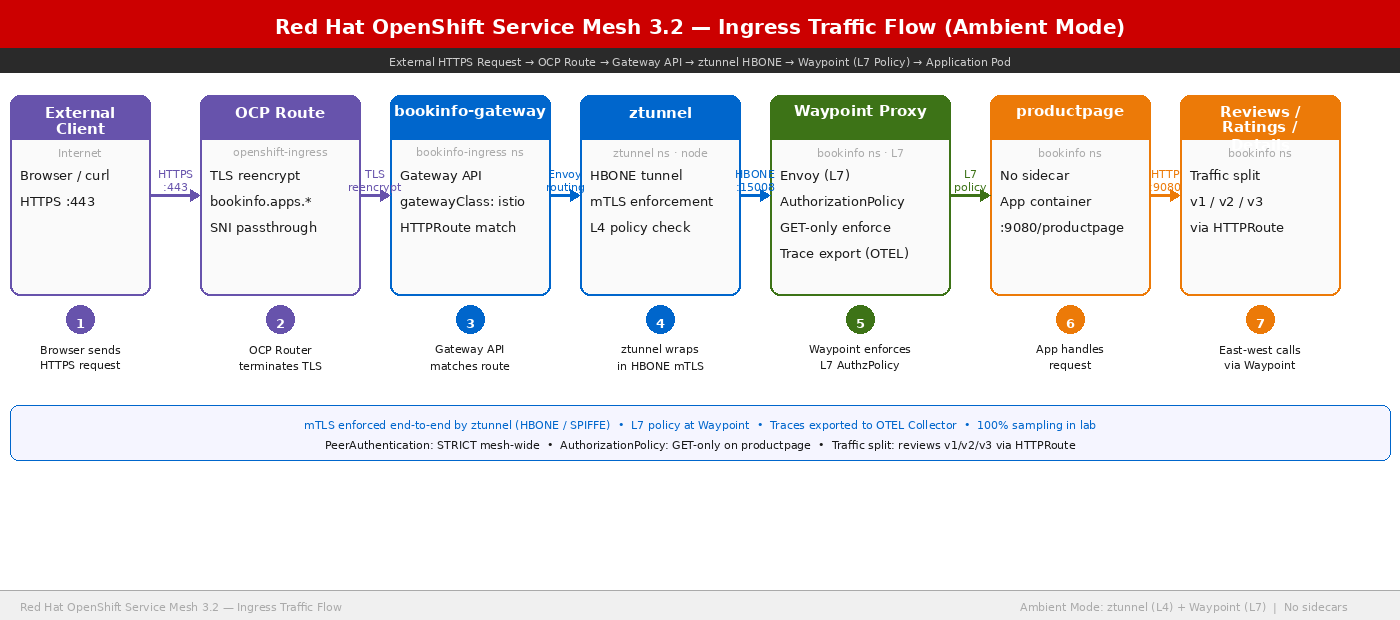 Red Hat OpenShift Service Mesh 3.2 — Ingress Traffic Flow (Ambient Mode)
External HTTPS Request → OCP Route → Gateway API → ztunnel HBONE → Waypoint (L7 Policy) → Application Pod
External
Client
Internet
Browser / curl
HTTPS :443
HTTPS
:443
OCP Route
openshift-ingress
TLS reencrypt
bookinfo.apps.*
SNI passthrough
TLS
reencrypt
bookinfo-gateway
bookinfo-ingress ns
Gateway API
gatewayClass: istio
HTTPRoute match
Envoy
routing
ztunnel
ztunnel ns · node
HBONE tunnel
mTLS enforcement
L4 policy check
HBONE
:15008
Waypoint Proxy
bookinfo ns · L7
Envoy (L7)
AuthorizationPolicy
GET-only enforce
Trace export (OTEL)
L7
policy
productpage
bookinfo ns
No sidecar
App container
:9080/productpage
HTTP
:9080
Reviews /
Ratings /
bookinfo ns
Traffic split
v1 / v2 / v3
via HTTPRoute
1
Browser sends
HTTPS request
2
OCP Router
terminates TLS
3
Gateway API
matches route
4
ztunnel wraps
in HBONE mTLS
5
Waypoint enforces
L7 AuthzPolicy
6
App handles
request
7
East-west calls
via Waypoint
mTLS enforced end-to-end by ztunnel (HBONE / SPIFFE) • L7 policy at Waypoint • Traces exported to OTEL Collector • 100% sampling in lab
PeerAuthentication: STRICT mesh-wide • AuthorizationPolicy: GET-only on productpage • Traffic split: reviews v1/v2/v3 via HTTPRoute
Red Hat OpenShift Service Mesh 3.2 — Ingress Traffic Flow
Ambient Mode: ztunnel (L4) + Waypoint (L7) | No sidecars